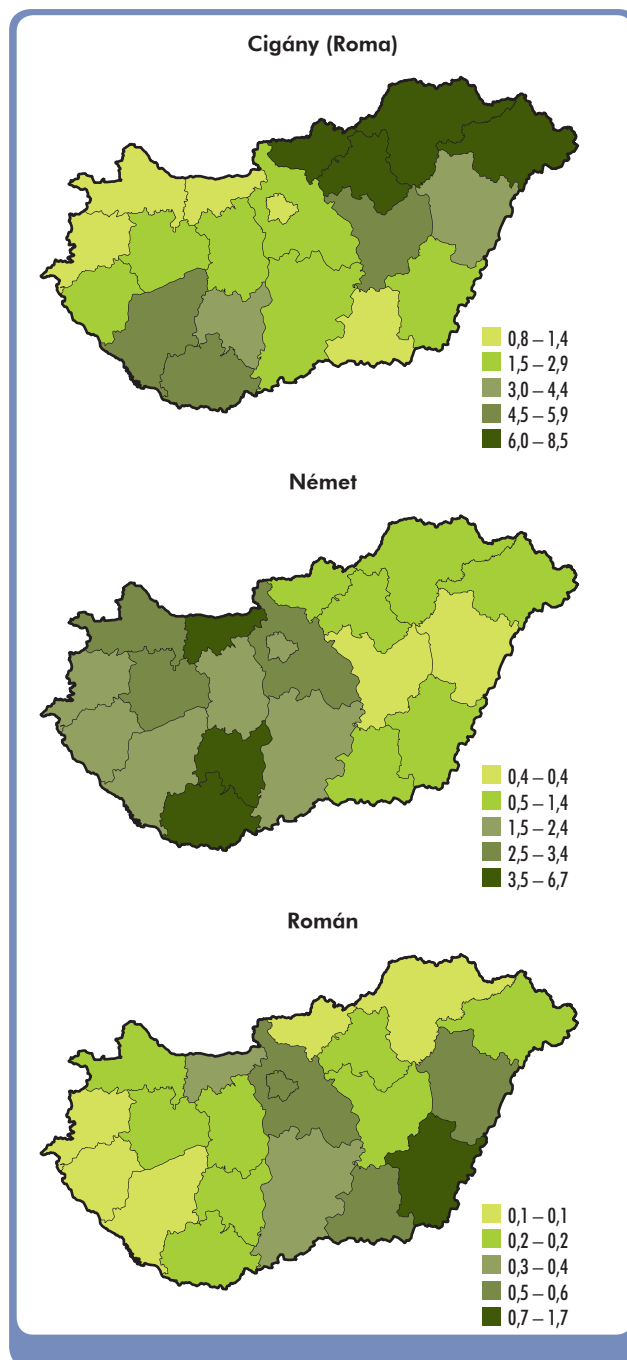 Cigány (Roma)
0,8 – 1,4
1,5 – 2,9
3,0 – 4,4
4,5 – 5,9
6,0 – 8,5
Német
0,4 – 0,4
0,5 – 1,4
1,5 – 2,4
2,5 – 3,4
3,5 – 6,7
Román
0,1 – 0,1
0,2 – 0,2
0,3 – 0,4
0,5 – 0,6
0,7 – 1,7